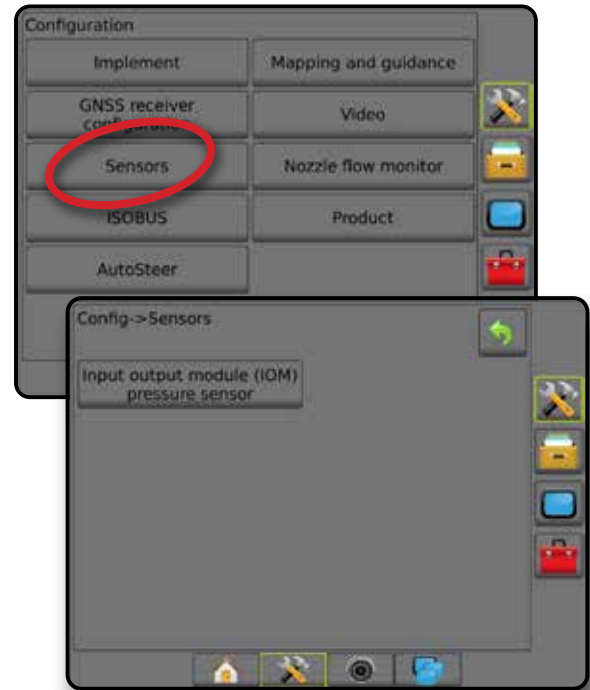 Configuration
Implement
Mapping and guidance
GNSS receiver
configuration
Video
Sensors
Nozzle flow monitor
ISOBUS
Product
AutoSteer
Config->Sensors
Input output module (IOM)
pressure sensor